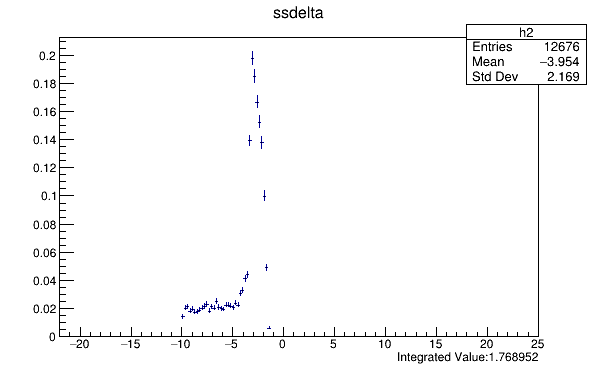 ssdelta
h2
Entries 12676
Mean −3.954
Std Dev 2.169
0.2
0.18
0.16
0.14
0.12
0.1
0.08
0.06
0.04
0.02
0
−20 −15 −10 −5 0 5 10 15 20 25
Integrated Value:1.768952